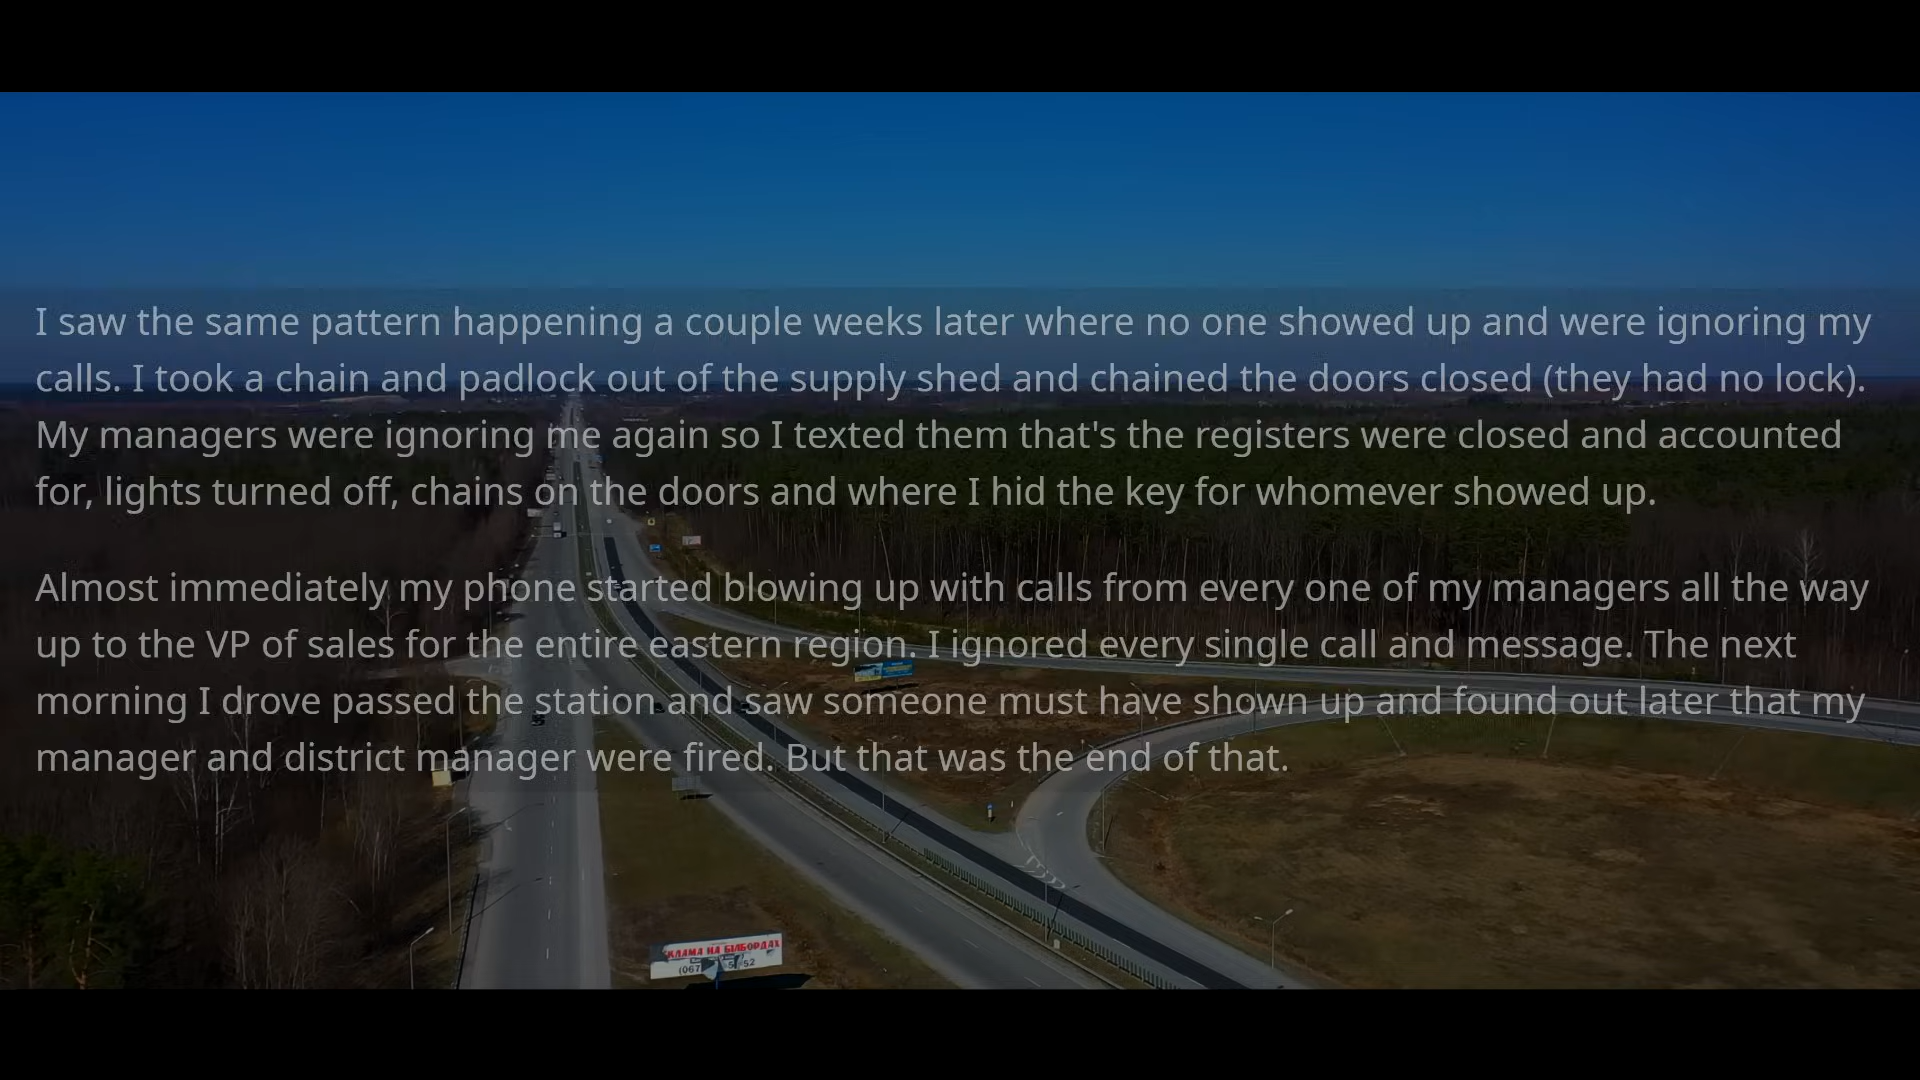 I saw the same pattern happening a couple weeks later where no one showed up and were ignoring my
calls. I took a chain and padlock out of the supply shed and chained the doors closed (they had no lock).
My managers were ignoring me again so I texted them that's the registers were closed and accounted
for, lights turned off, chains on the doors and where I hid the key for whomever showed up.
Almost immediately my phone started blowing up with calls from every one of my managers all the way
up to the VP of sales for the entire eastern region. I ignored every single call and message. The next
morning I drove passed the station and saw someone must have shown up and found out later that my
manager and district manager were fired. But that was the end of that.
НА БІЛБОРДАХ
(067
52